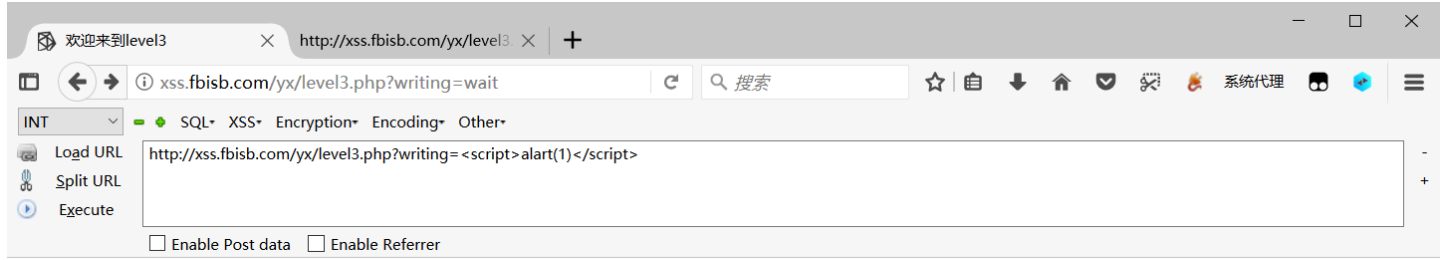 欢迎来到level3 http://xss.fbisb.com/yx/level3.
xss.fbisb.com/yx/level3.php?writing=wait 搜索 系统代理
INT SQL XSS Encryption Encoding Other
Load URL http://xss.fbisb.com/yx/level3.php?writing=<script>alart(1)</script> -
Split URL +
Execute
Enable Post data Enable Referrer